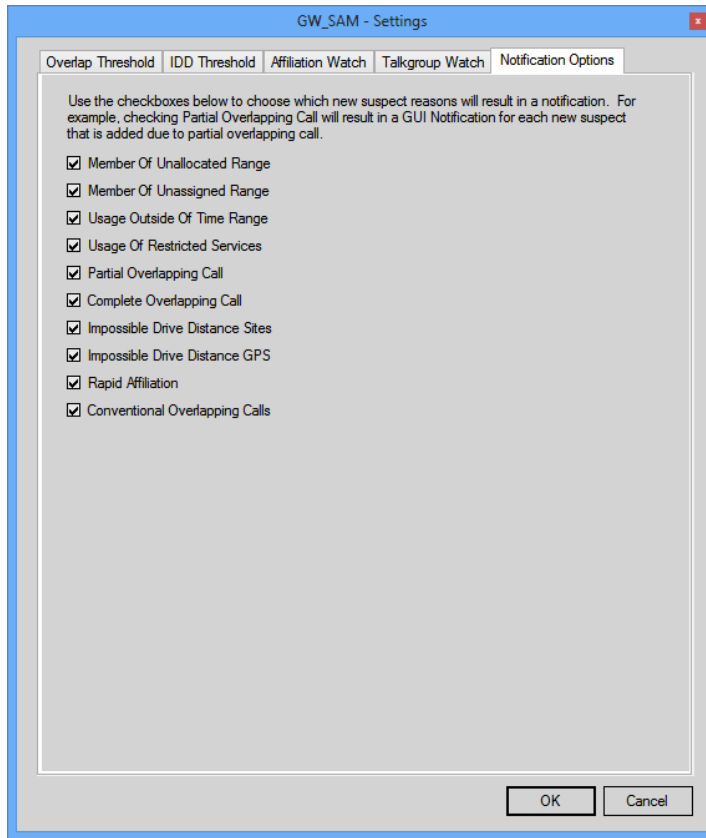 GW_SAM - Settings
x
Overlap Threshold IDD Threshold Affiliation Watch Talkgroup Watch Notification Options
Use the checkboxes below to choose which new suspect reasons will result in a notification. For
example, checking Partial Overlapping Call will result in a GUI Notification for each new suspect
that is added due to partial overlapping call.
Member Of Unallocated Range
Member Of Unassigned Range
Usage Outside Of Time Range
Usage Of Restricted Services
Partial Overlapping Call
Complete Overlapping Call
Impossible Drive Distance Sites
Impossible Drive Distance GPS
Rapid Affiliation
Conventional Overlapping Calls
OK Cancel